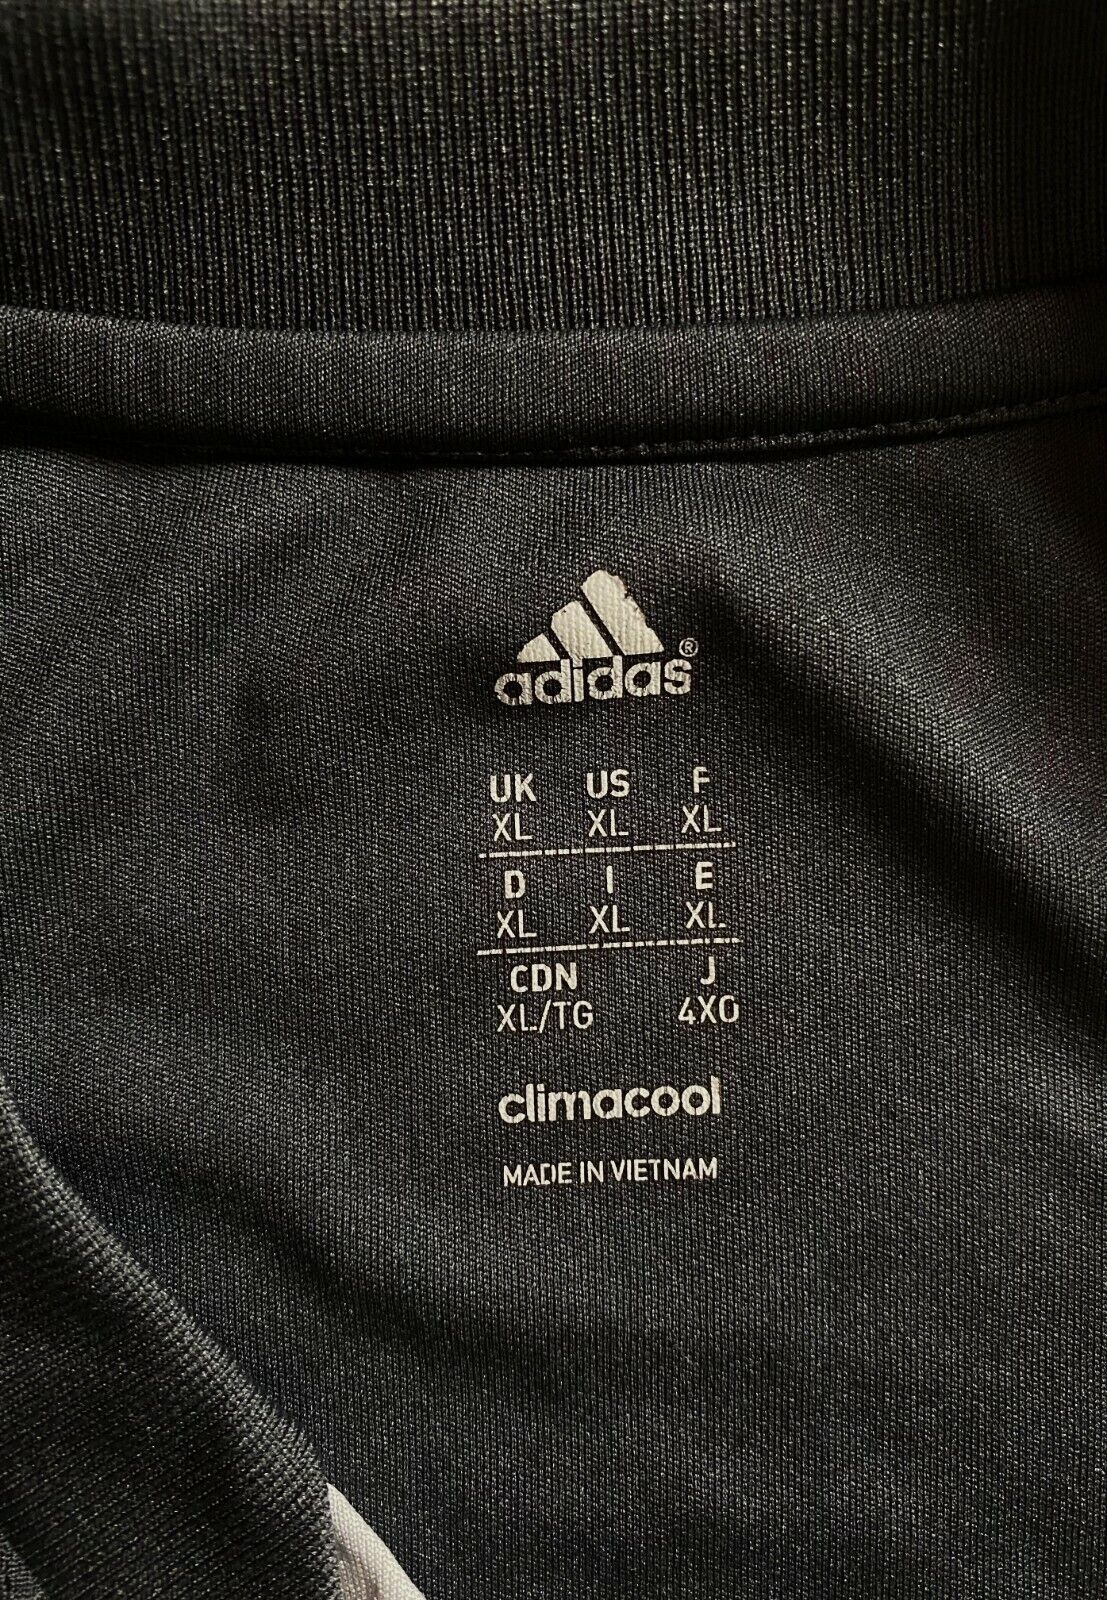 adidas®
UK US F
XL XL XL
D I E
XL XL XL
CDN J
XL/TG 4XO
climacool
MADE IN VIETNAM